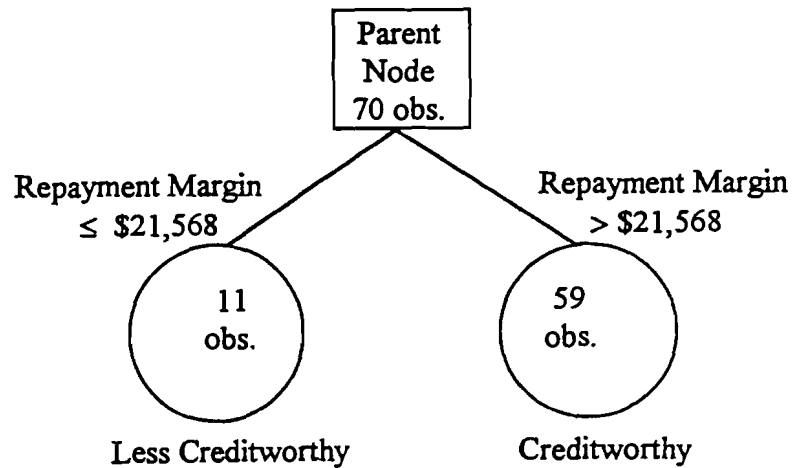 Parent
Node
70 obs.
Repayment Margin
≤ $21,568
Repayment Margin
> $21,568
11
obs.
59
obs.
Less Creditworthy
Creditworthy